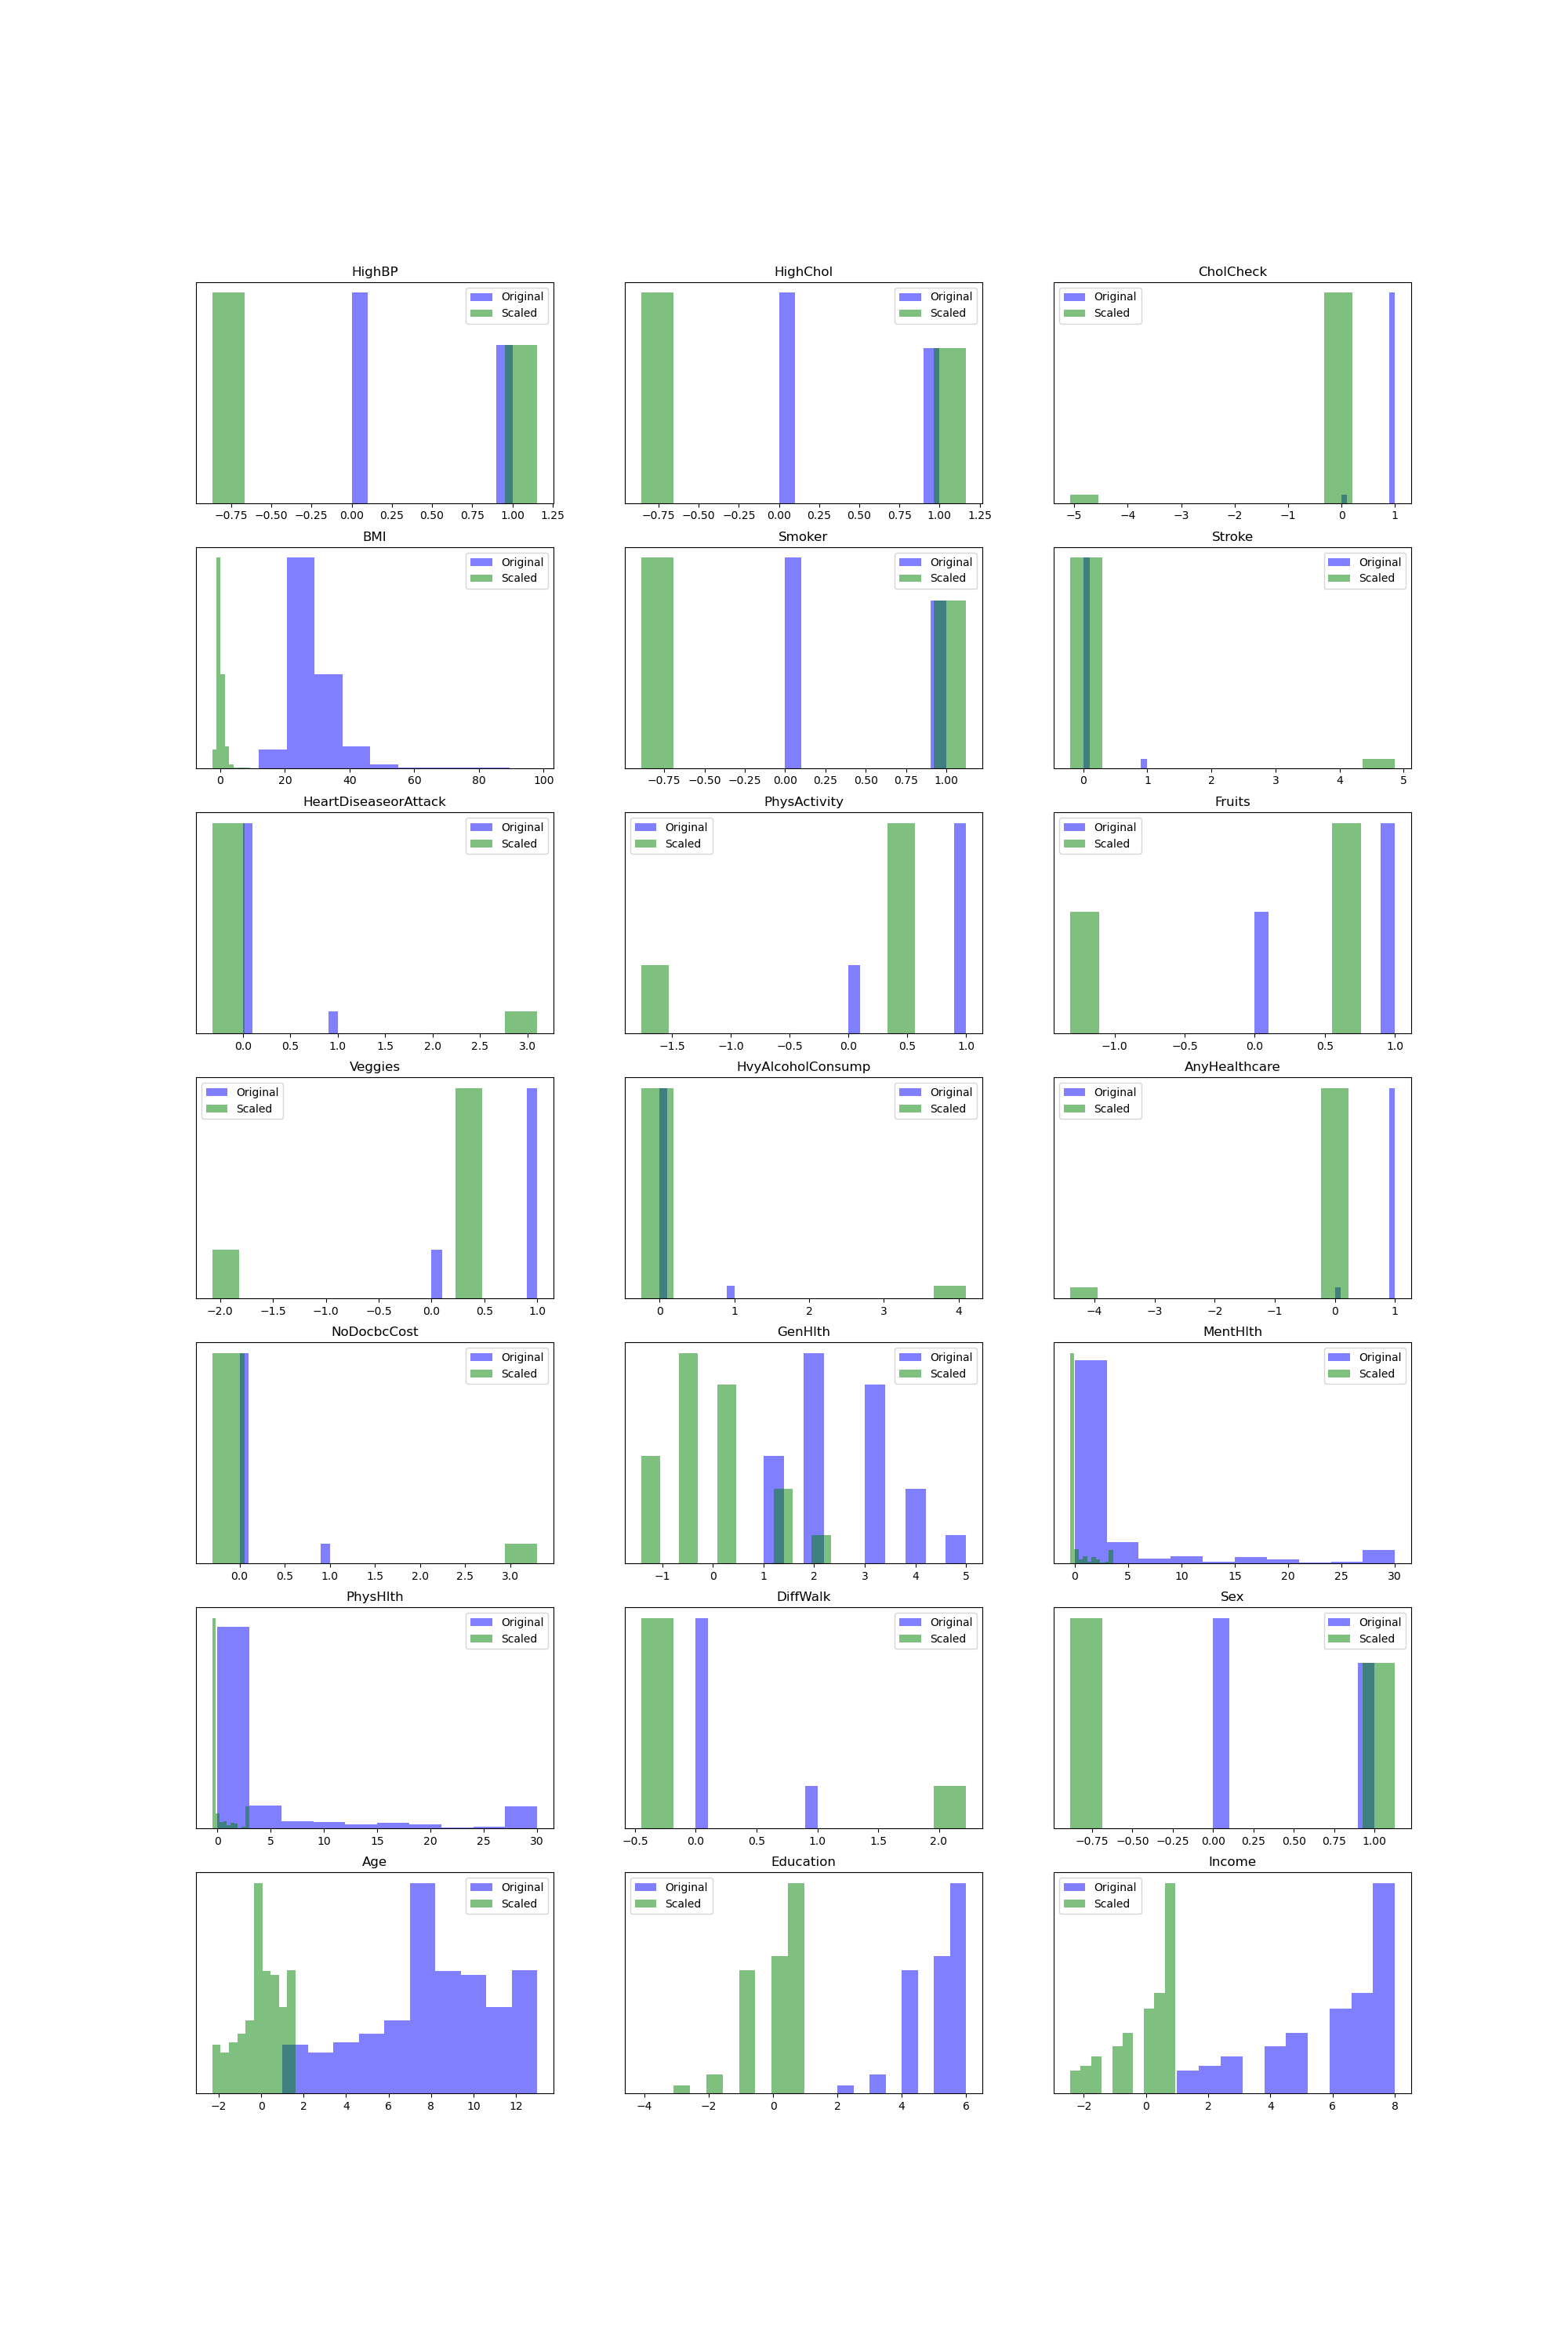 HighBP HighChol CholCheck
Original Original Original
Scaled Scaled Scaled
−0.75 −0.50 −0.25 0.00 0.25 0.50 0.75 1.00 1.25 −0.75 −0.50 −0.25 0.00 0.25 0.50 0.75 1.00 1.25 −5 −4 −3 −2 −1 0 1
BMI Smoker Stroke
Original Original Original
Scaled Scaled Scaled
0 20 40 60 80 100 −0.75 −0.50 −0.25 0.00 0.25 0.50 0.75 1.00 0 1 2 3 4 5
HeartDiseaseorAttack PhysActivity Fruits
Original Original Original
Scaled Scaled Scaled
0.0 0.5 1.0 1.5 2.0 2.5 3.0 −1.5 −1.0 −0.5 0.0 0.5 1.0 −1.0 −0.5 0.0 0.5 1.0
Veggies HvyAlcoholConsump AnyHealthcare
Original Original Original
Scaled Scaled Scaled
−2.0 −1.5 −1.0 −0.5 0.0 0.5 1.0 0 1 2 3 4 −4 −3 −2 −1 0 1
NoDocbcCost GenHlth MentHlth
Original Original Original
Scaled Scaled Scaled
0.0 0.5 1.0 1.5 2.0 2.5 3.0 −1 0 1 2 3 4 5 0 5 10 15 20 25 30
PhysHlth DiffWalk Sex
Original Original Original
Scaled Scaled Scaled
0 5 10 15 20 25 30 −0.5 0.0 0.5 1.0 1.5 2.0 −0.75 −0.50 −0.25 0.00 0.25 0.50 0.75 1.00
Age Education Income
Original Original Original
Scaled Scaled Scaled
−2 0 2 4 6 8 10 12 −4 −2 0 2 4 6 −2 0 2 4 6 8